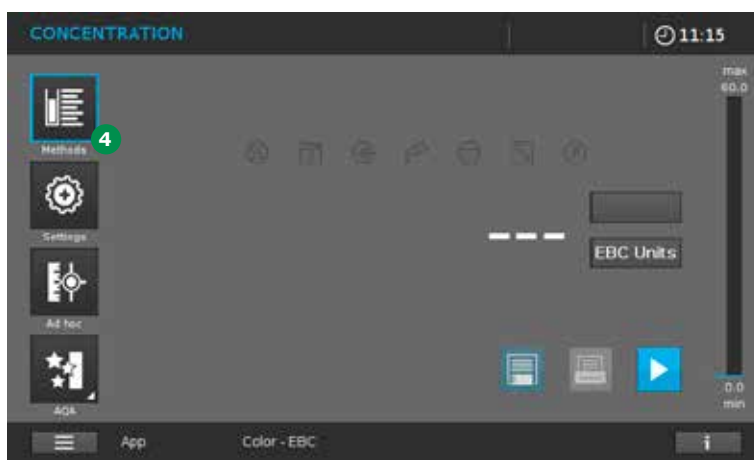 CONCENTRATION
11:15
max
60.0
4
Methods
Settings
EBC Units
Ad hoc
AQA
0.0
min
App
Color - EBC
i